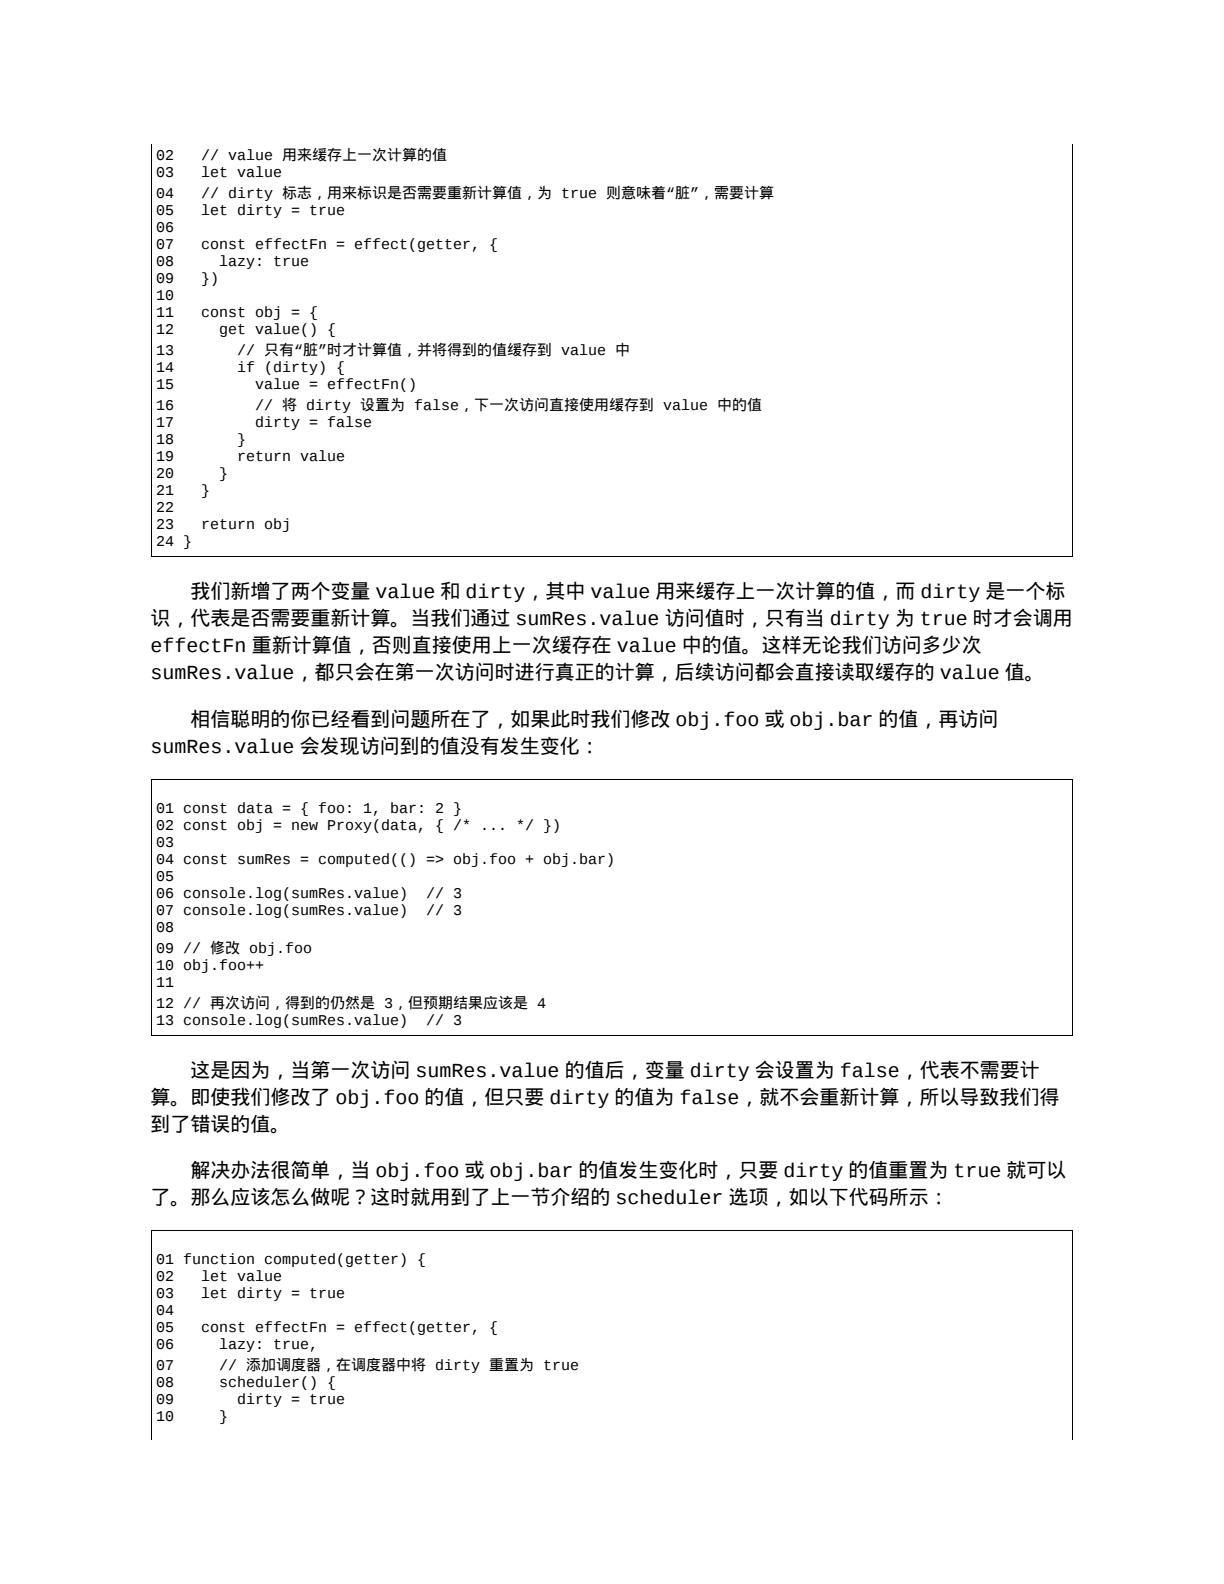 02   // value 用来缓存上一次计算的值
03   let value
04   // dirty 标志，用来标识是否需要重新计算值，为 true 则意味着“脏”，需要计算
05   let dirty = true
06
07   const effectFn = effect(getter, {
08     lazy: true
09   })
10
11   const obj = {
12     get value() {
13       // 只有“脏”时才计算值，并将得到的值缓存到 value 中
14       if (dirty) {
15         value = effectFn()
16         // 将 dirty 设置为 false，下一次访问直接使用缓存到 value 中的值
17         dirty = false
18       }
19       return value
20     }
21   }
22
23   return obj
24 }
我们新增了两个变量 value 和 dirty，其中 value 用来缓存上一次计算的值，而 dirty 是一个标
识，代表是否需要重新计算。当我们通过 sumRes.value 访问值时，只有当 dirty 为 true 时才会调用
effectFn 重新计算值，否则直接使用上一次缓存在 value 中的值。这样无论我们访问多少次
sumRes.value，都只会在第一次访问时进行真正的计算，后续访问都会直接读取缓存的 value 值。
相信聪明的你已经看到问题所在了，如果此时我们修改 obj.foo 或 obj.bar 的值，再访问
sumRes.value 会发现访问到的值没有发生变化：
01 const data = { foo: 1, bar: 2 }
02 const obj = new Proxy(data, { /* ... */ })
03
04 const sumRes = computed(() => obj.foo + obj.bar)
05
06 console.log(sumRes.value)  // 3
07 console.log(sumRes.value)  // 3
08
09 // 修改 obj.foo
10 obj.foo++
11
12 // 再次访问，得到的仍然是 3，但预期结果应该是 4
13 console.log(sumRes.value)  // 3
这是因为，当第一次访问 sumRes.value 的值后，变量 dirty 会设置为 false，代表不需要计
算。即使我们修改了 obj.foo 的值，但只要 dirty 的值为 false，就不会重新计算，所以导致我们得
到了错误的值。
解决办法很简单，当 obj.foo 或 obj.bar 的值发生变化时，只要 dirty 的值重置为 true 就可以
了。那么应该怎么做呢？这时就用到了上一节介绍的 scheduler 选项，如以下代码所示：
01 function computed(getter) {
02   let value
03   let dirty = true
04
05   const effectFn = effect(getter, {
06     lazy: true,
07     // 添加调度器，在调度器中将 dirty 重置为 true
08     scheduler() {
09       dirty = true
10     }